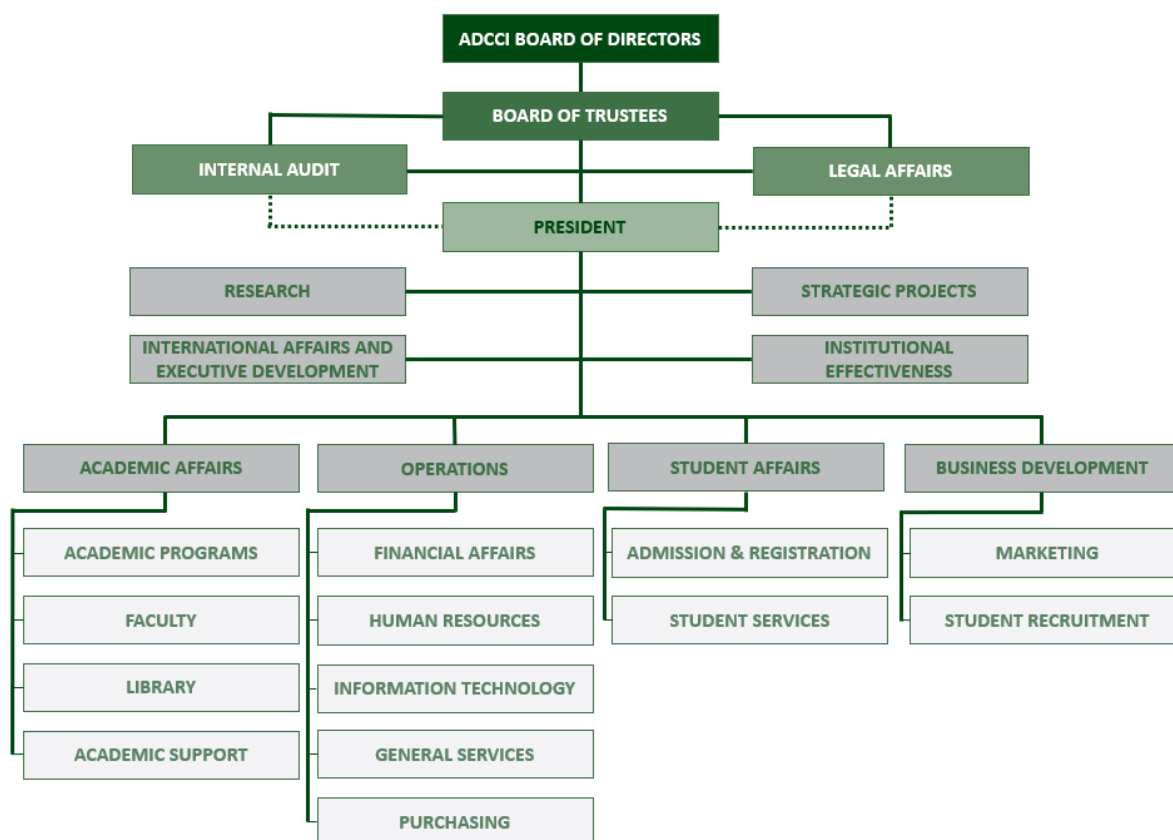 ADCCI BOARD OF DIRECTORS
BOARD OF TRUSTEES
INTERNAL AUDIT
LEGAL AFFAIRS
PRESIDENT
RESEARCH
STRATEGIC PROJECTS
INTERNATIONAL AFFAIRS AND
EXECUTIVE DEVELOPMENT
INSTITUTIONAL
EFFECTIVENESS
ACADEMIC AFFAIRS
OPERATIONS
STUDENT AFFAIRS
BUSINESS DEVELOPMENT
ACADEMIC PROGRAMS
FINANCIAL AFFAIRS
ADMISSION & REGISTRATION
MARKETING
FACULTY
HUMAN RESOURCES
STUDENT SERVICES
STUDENT RECRUITMENT
LIBRARY
INFORMATION TECHNOLOGY
ACADEMIC SUPPORT
GENERAL SERVICES
PURCHASING